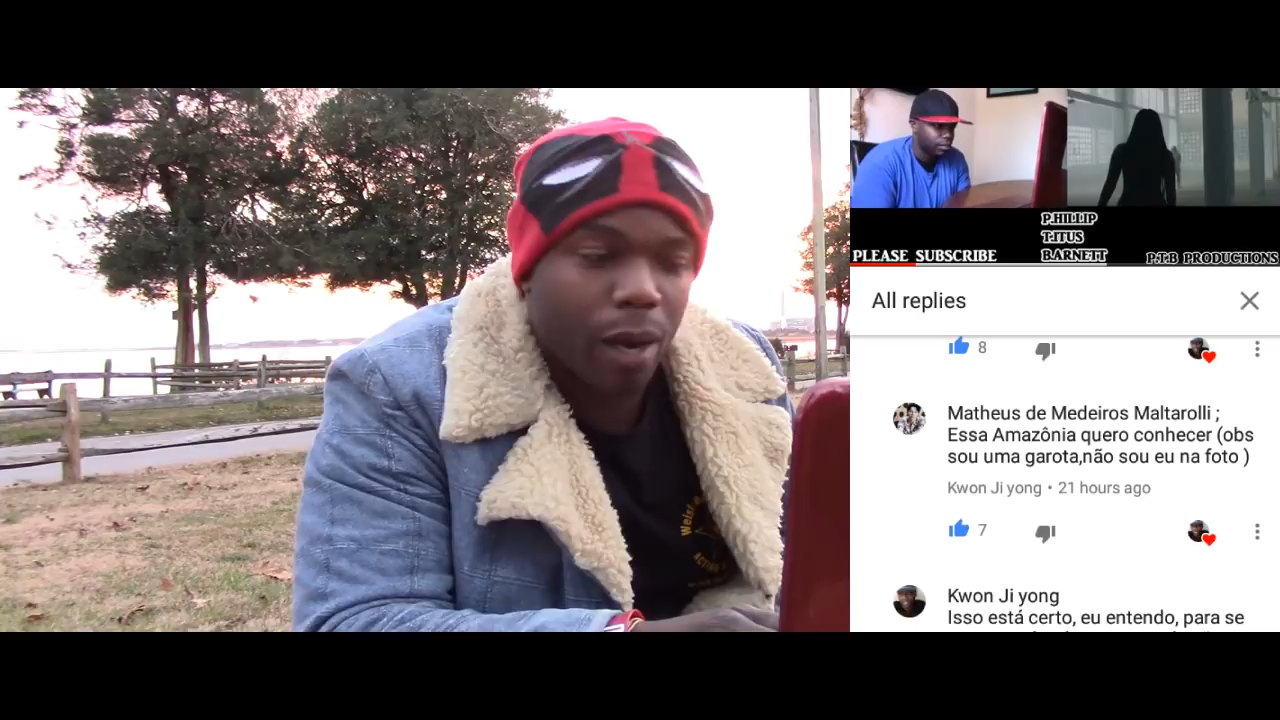 PLEASE SUBSCRIBE
P.HILLIP
T.ITUS
B.ARNETT
P.T.B PRODUCTIONS
All replies
8
Matheus de Medeiros Maltarolli ;
Essa Amazônia quero conhecer (obs
sou uma garota,não sou eu na foto )
Kwon Ji yong • 21 hours ago
7
Kwon Ji yong
Isso está certo, eu entendo, para se